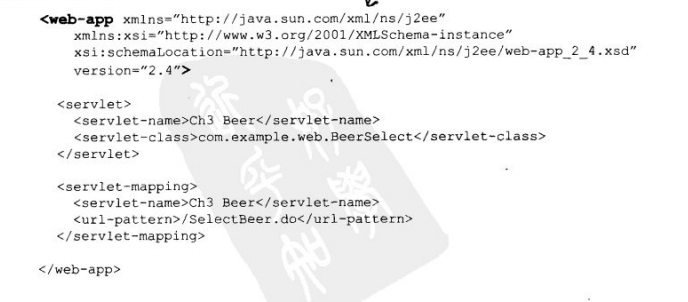 <web-app xmlns="http://java.sun.com/xml/ns/j2ee"
xmlns:xsi="http://www.w3.org/2001/XMLSchema-instance"
xsi:schemaLocation="http://java.sun.com/xml/ns/j2ee/web-app_2_4.xsd"
version="2.4">
<servlet>
<servlet-name>Ch3 Beer</servlet-name>
<servlet-class>com.example.web.BeerSelect</servlet-class>
</servlet>
<servlet-mapping>
<servlet-name>Ch3 Beer</servlet-name>
<url-pattern>/SelectBeer.do</url-pattern>
</servlet-mapping>
</web-app>